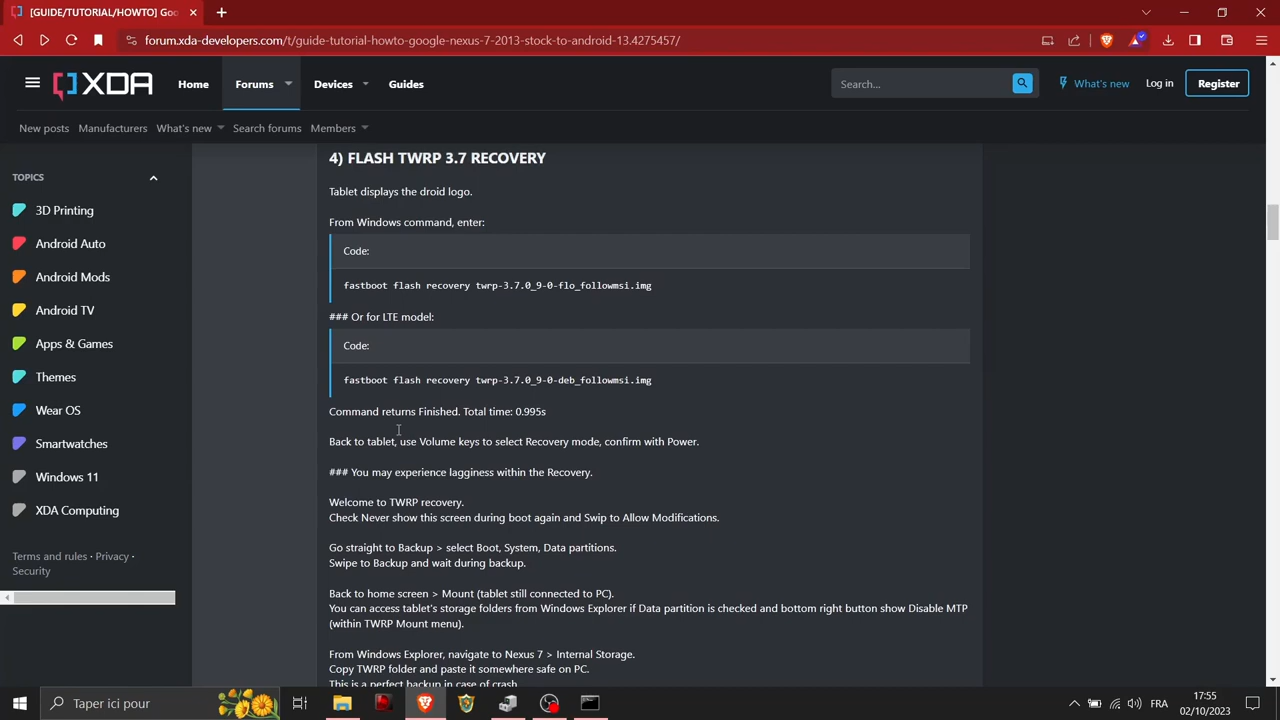 [GUIDE/TUTORIAL/HOWTO] Goo
forum.xda-developers.com/t/guide-tutorial-howto-google-nexus-7-2013-stock-to-android-13.4275457/
XDA
Home
Forums
Devices
Guides
Search...
What's new
Log in
Register
New posts
Manufacturers
What's new
Search forums
Members
TOPICS
3D Printing
Android Auto
Android Mods
Android TV
Apps & Games
Themes
Wear OS
Smartwatches
Windows 11
XDA Computing
Terms and rules · Privacy ·
Security
4) FLASH TWRP 3.7 RECOVERY
Tablet displays the droid logo.
From Windows command, enter:
Code:
fastboot flash recovery twrp-3.7.0_9-0-flo_followmsi.img
### Or for LTE model:
Code:
fastboot flash recovery twrp-3.7.0_9-0-deb_followmsi.img
Command returns Finished. Total time: 0.995s
Back to tablet, use Volume keys to select Recovery mode, confirm with Power.
### You may experience lagginess within the Recovery.
Welcome to TWRP recovery.
Check Never show this screen during boot again and Swip to Allow Modifications.
Go straight to Backup > select Boot, System, Data partitions.
Swipe to Backup and wait during backup.
Back to home screen > Mount (tablet still connected to PC).
You can access tablet's storage folders from Windows Explorer if Data partition is checked and bottom right button show Disable MTP
(within TWRP Mount menu).
From Windows Explorer, navigate to Nexus 7 > Internal Storage.
Copy TWRP folder and paste it somewhere safe on PC.
This is a perfect backup in case of crash
Taper ici pour
FRA
17:55
02/10/2023